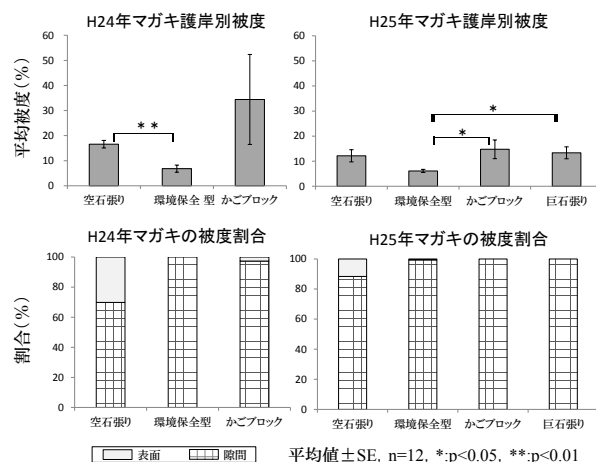 H24年マガキ護岸別被度
平均被度(%)
60
50
40
30
20
10
0
**
空石張り 環境保全 型 かごブロック
H25年マガキ護岸別被度
60
50
40
30
20
10
0
*
*
空石張り 環境保全型 かごブロック 巨石張り
H24年マガキの被度割合
割合(%)
100
80
60
40
20
0
空石張り 環境保全型 かごブロック
H25年マガキの被度割合
100
80
60
40
20
0
空石張り 環境保全型 かごブロック 巨石張り
表面 隙間
平均値±SE, n=12, *:p<0.05, **:p<0.01